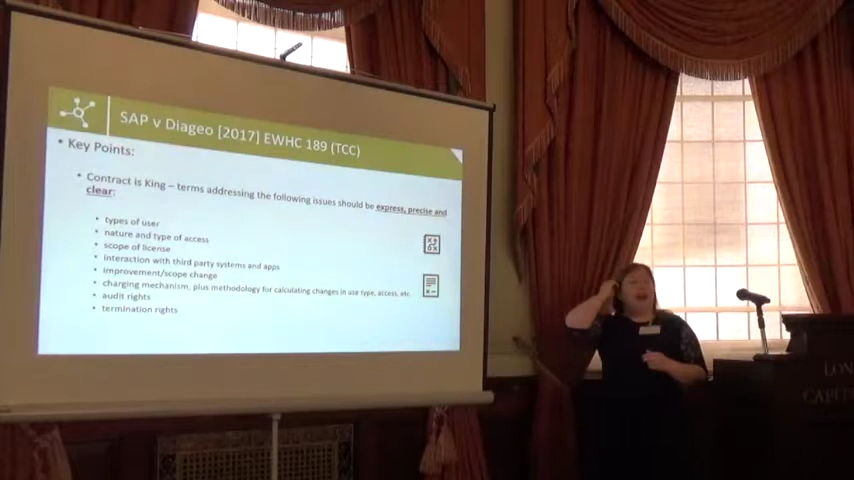 SAP v Diageo [2017] EWHC 189 (TCC)
• Key Points:
• Contract is King – terms addressing the following issues should be express, precise and
clear:
• types of user
• nature and type of access
• scope of license
• interaction with third party systems and apps
• improvement/scope change
• charging mechanism, plus methodology for calculating changes in use type, access, etc.
• audit rights
• termination rights
LON
CAPIT